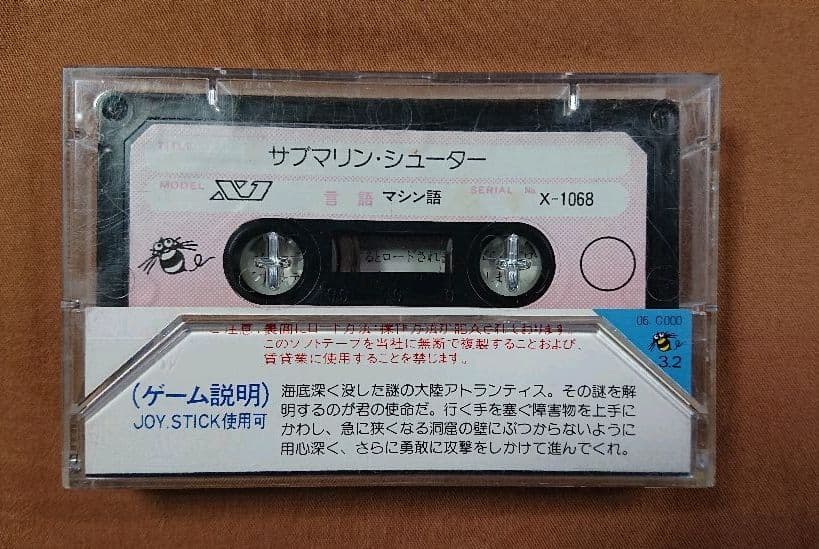 TITLE
サブマリン・シューター
MODEL X1 言語 マシン語 SERIAL No. X-1068
るとロードされ
ご注意、裏面にロード方法・操作方法が記入されております。
このソフトテープを当社に無断で複製することおよび、
賃貸業に使用することを禁じます。
06 G000
3.2
(ゲーム説明)
JOY.STICK使用可
海底深く没した謎の大陸アトランティス。その謎を解
明するのが君の使命だ。行く手を塞ぐ障害物を上手に
かわし、急に狭くなる洞窟の壁にぶつからないように
用心深く、さらに勇敢に攻撃をしかけて進んでくれ。